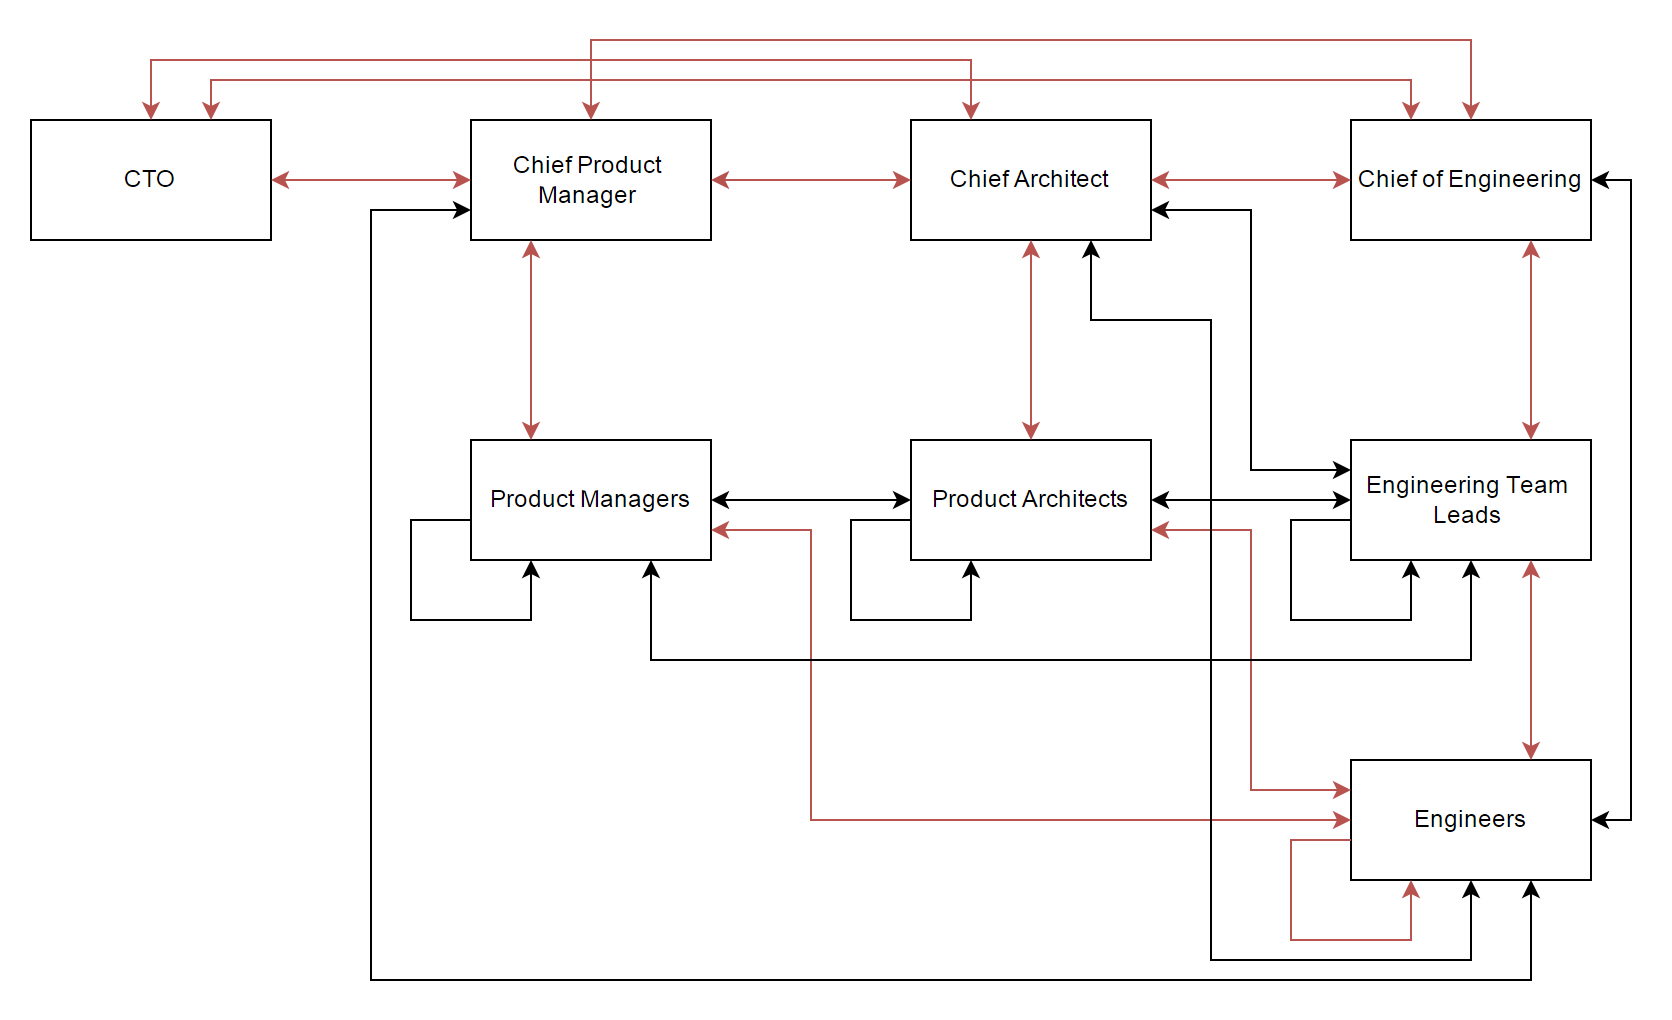 CTO
Chief Product
Manager
Chief Architect
Chief of Engineering
Product Managers
Product Architects
Engineering Team
Leads
Engineers